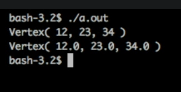 bash-3.2$ ./a.out
Vertex( 12, 23, 34 )
Vertex( 12.0, 23.0, 34.0 )
bash-3.2$